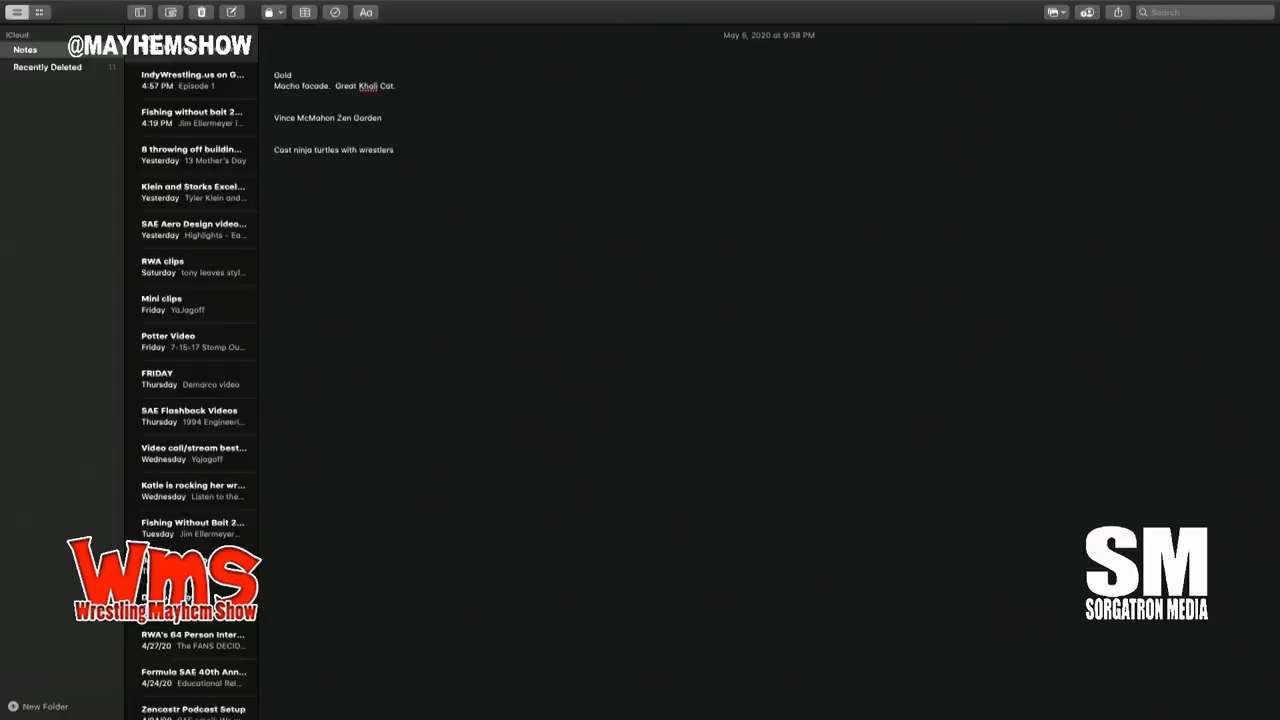 Aa
Search
iCloud
Notes
Recently Deleted 11
New Folder
@MAYHEMSHOW
IndyWrestling.us on G...
4:57 PM Episode 1
Fishing without bait 2...
4:19 PM Jim Ellermeyer I...
8 throwing off buildin...
Yesterday 13 Mother's Day
Klein and Starks Excel...
Yesterday Tyler Klein and...
SAE Aero Design video...
Yesterday Highlights - Ea...
RWA clips
Saturday tony leaves styl...
Mini clips
Friday YaJagoff
Potter Video
Friday 7-15-17 Stomp Ou...
FRIDAY
Thursday Demarco video
SAE Flashback Videos
Thursday 1994 Engineeri...
Video call/stream best...
Wednesday Yajagoff
Katie is rocking her wr...
Wednesday Listen to the...
Fishing Without Bait 2...
Tuesday Jim Ellermeyer...
RWA's 64 Person Inter...
4/27/20 The FANS DECID...
Formula SAE 40th Ann...
4/24/20 Educational Rel...
Zencastr Podcast Setup
May 5, 2020 at 9:38 PM
Gold
Macho facade. Great Khali Cat.
Vince McMahon Zen Garden
Cast ninja turtles with wrestlers
WMS
Wrestling Mayhem Show
SM
SORGATRON MEDIA